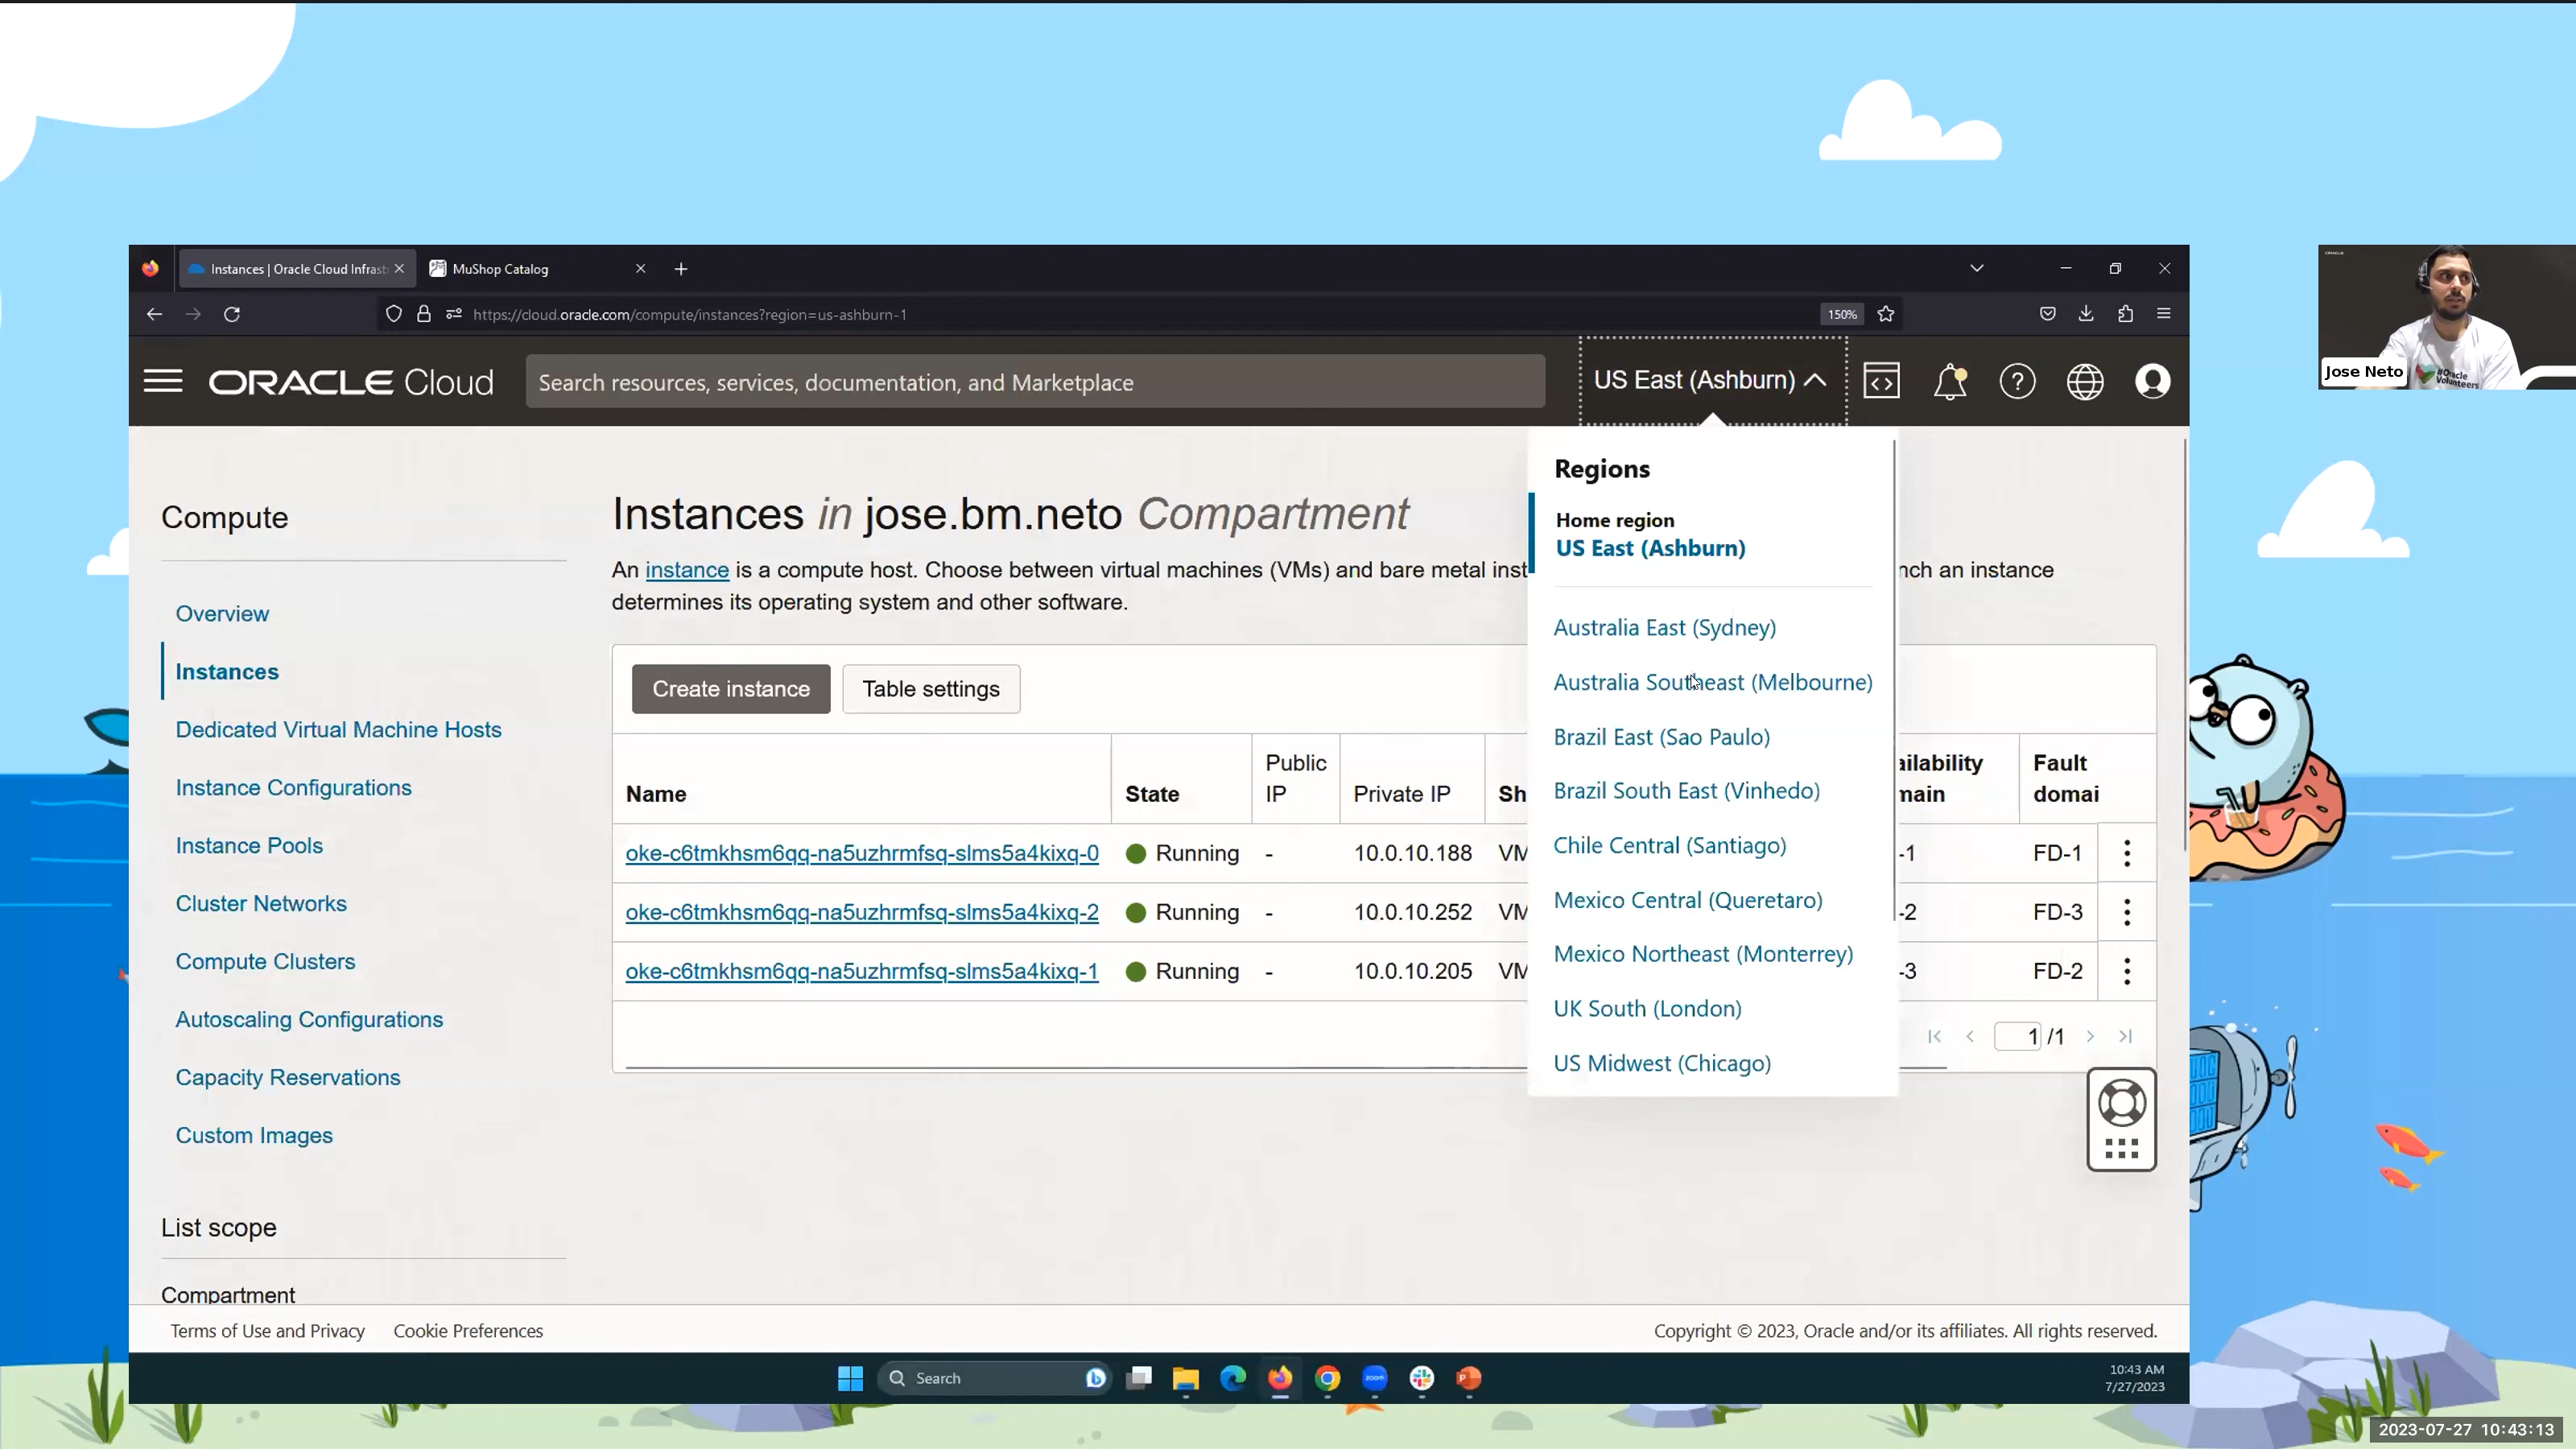 Instances | Oracle Cloud Infrast
MuShop Catalog
https://cloud.oracle.com/compute/instances?region=us-ashburn-1
150%
ORACLE Cloud
Search resources, services, documentation, and Marketplace
US East (Ashburn)
Jose Neto
#Oracle
Volunteers
Regions
Home region
US East (Ashburn)
Australia East (Sydney)
Australia Southeast (Melbourne)
Brazil East (Sao Paulo)
Brazil South East (Vinhedo)
Chile Central (Santiago)
Mexico Central (Queretaro)
Mexico Northeast (Monterrey)
UK South (London)
US Midwest (Chicago)
Compute
Overview
Instances
Dedicated Virtual Machine Hosts
Instance Configurations
Instance Pools
Cluster Networks
Compute Clusters
Autoscaling Configurations
Capacity Reservations
Custom Images
List scope
Compartment
Instances in jose.bm.neto Compartment
An instance is a compute host. Choose between virtual machines (VMs) and bare metal inst nch an instance
determines its operating system and other software.
Create instance Table settings
Name State Public IP Private IP Sh ailability main Fault domai
oke-c6tmkhsm6qq-na5uzhrmfsq-slms5a4kixq-0 Running - 10.0.10.188 VM -1 FD-1
oke-c6tmkhsm6qq-na5uzhrmfsq-slms5a4kixq-2 Running - 10.0.10.252 VM -2 FD-3
oke-c6tmkhsm6qq-na5uzhrmfsq-slms5a4kixq-1 Running - 10.0.10.205 VM -3 FD-2
1 /1
Terms of Use and Privacy Cookie Preferences
Copyright © 2023, Oracle and/or its affiliates. All rights reserved.
Search
zoom
10:43 AM
7/27/2023
2023-07-27 10:43:13